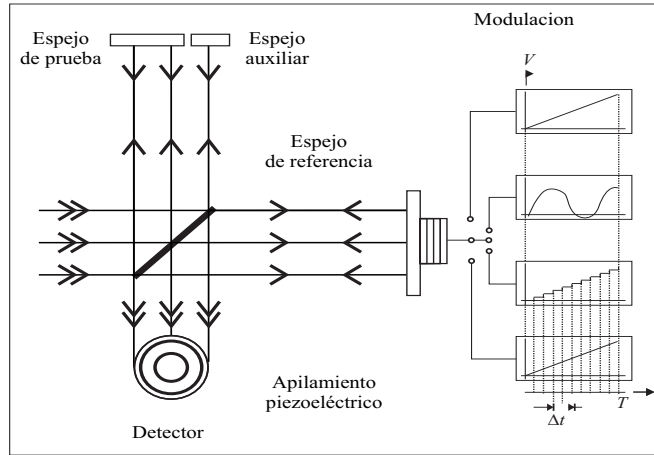 Modulacion
Espejo
de prueba
Espejo
auxiliar
V
Espejo
de referencia
Apilamiento
piezoeléctrico
Detector
T
Δt